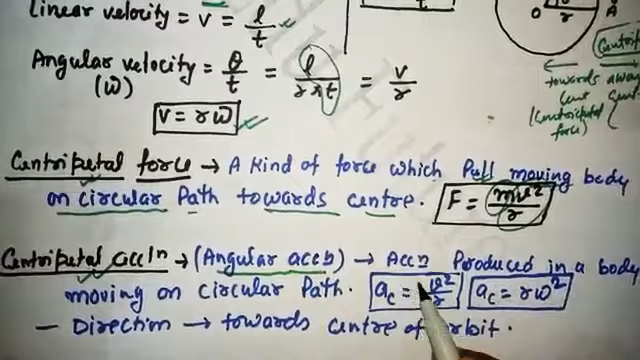 Linear velocity = v = l/t
O r A
Angular velocity = θ/t = l/r×t = v/r
(ω)
towards away
(Centripetal
force)
v = rω
Centripetal force → A kind of force which Pull moving body
on circular Path towards centre. F = mv²/r
Centripetal accln → (Angular accn) → Accn Produced in a body
moving on Circular Path. ac = v²/r ac = rω²
— Direction → towards centre of orbit.